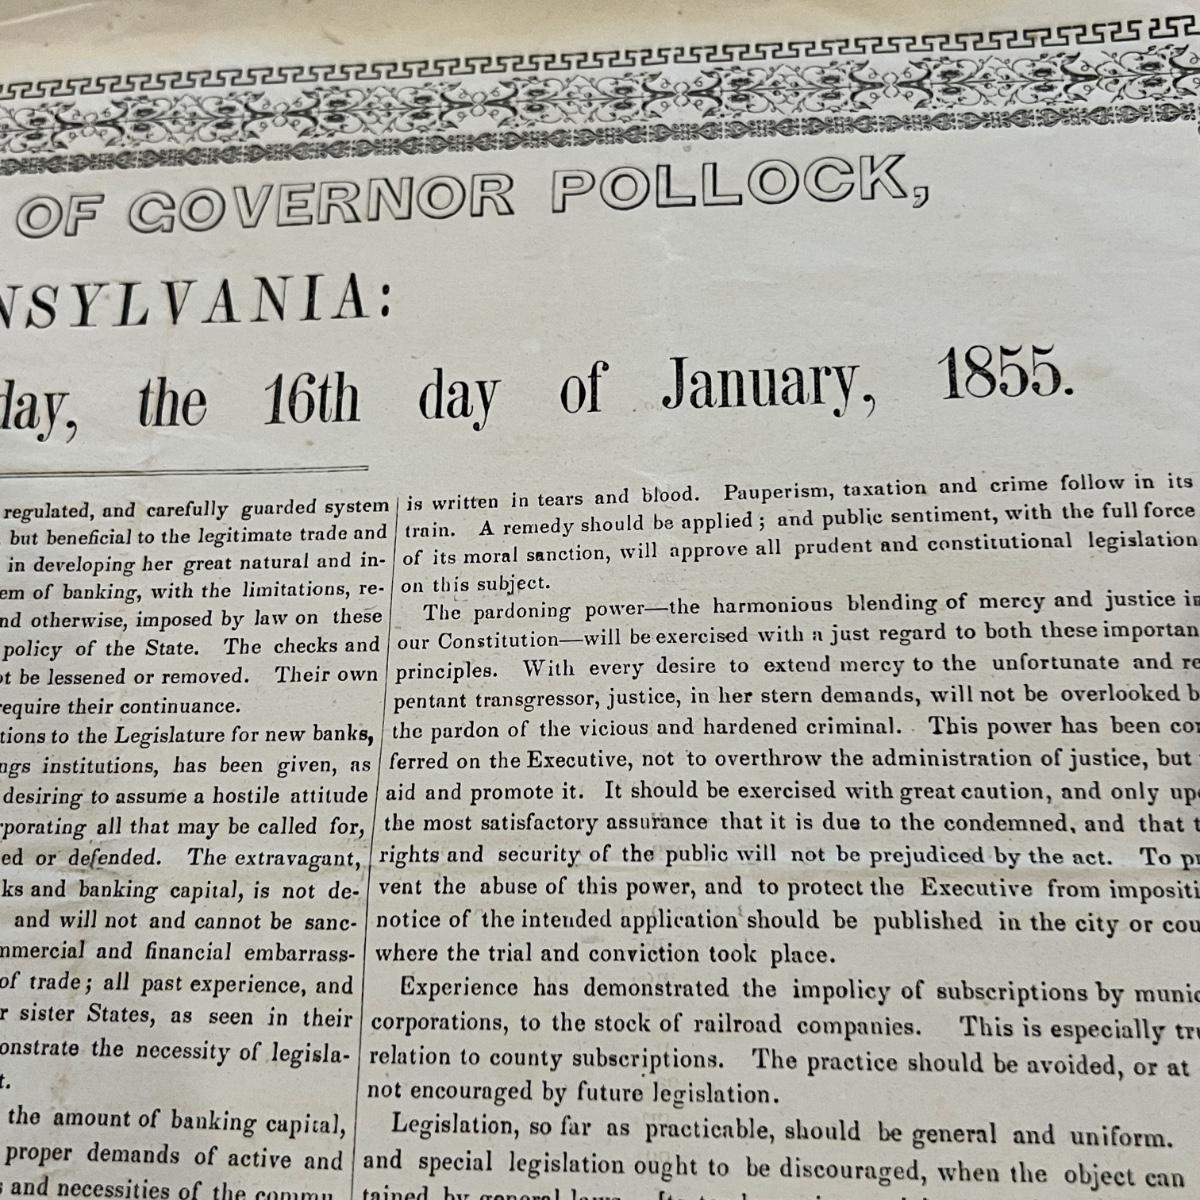 OF GOVERNOR POLLOCK,
NSYLVANIA:
day, the 16th day of January, 1855.
regulated, and carefully guarded system
but beneficial to the legitimate trade and
in developing her great natural and in-
em of banking, with the limitations, re-
nd otherwise, imposed by law on these
policy of the State. The checks and
ot be lessened or removed. Their own
require their continuance.
tions to the Legislature for new banks,
ngs institutions, has been given, as
desiring to assume a hostile attitude
rporating all that may be called for,
ed or defended. The extravagant,
ks and banking capital, is not de-
and will not and cannot be sanc-
mmercial and financial embarrass-
of trade; all past experience, and
r sister States, as seen in their
onstrate the necessity of legisla-
t.
the amount of banking capital,
proper demands of active and
s and necessities of the commu
is written in tears and blood. Pauperism, taxation and crime follow in its
train. A remedy should be applied; and public sentiment, with the full force
of its moral sanction, will approve all prudent and constitutional legislation
on this subject.
The pardoning power—the harmonious blending of mercy and justice in
our Constitution—will be exercised with a just regard to both these importan
principles. With every desire to extend mercy to the unfortunate and re
pentant transgressor, justice, in her stern demands, will not be overlooked b
the pardon of the vicious and hardened criminal. This power has been con
ferred on the Executive, not to overthrow the administration of justice, but
aid and promote it. It should be exercised with great caution, and only upo
the most satisfactory assurance that it is due to the condemned, and that t
rights and security of the public will not be prejudiced by the act. To pr
vent the abuse of this power, and to protect the Executive from impositi
notice of the intended application should be published in the city or cou
where the trial and conviction took place.
Experience has demonstrated the impolicy of subscriptions by munic
corporations, to the stock of railroad companies. This is especially tru
relation to county subscriptions. The practice should be avoided, or at
not encouraged by future legislation.
Legislation, so far as practicable, should be general and uniform.
and special legislation ought to be discouraged, when the object can
tained by general laws. Its